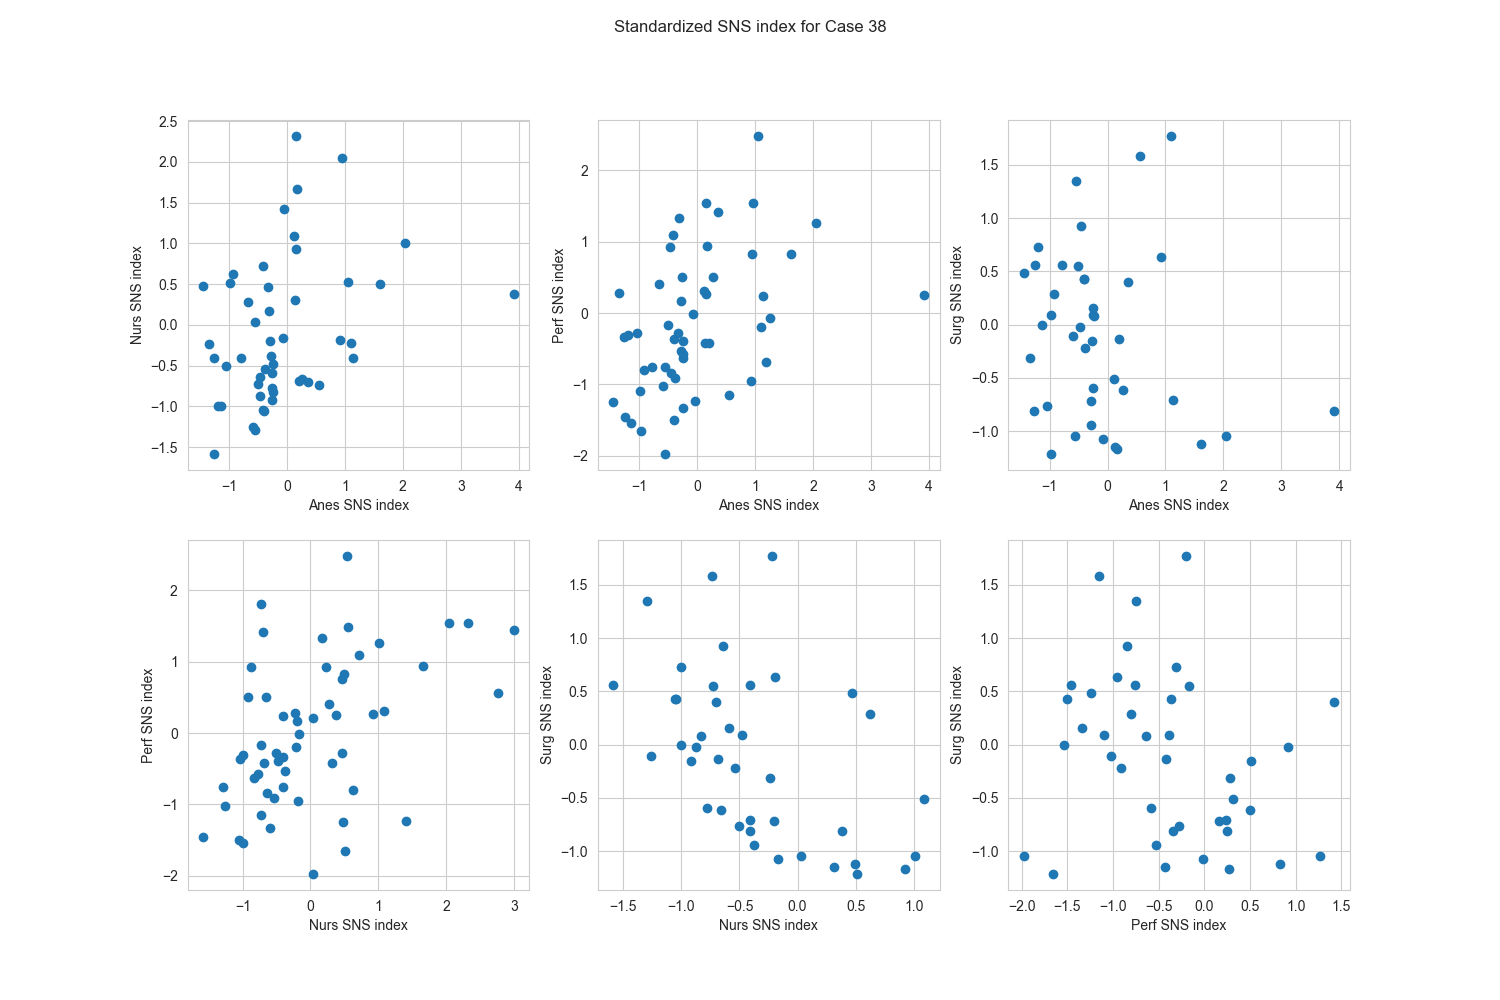 Standardized SNS index for Case 38
2.5
2.0
1.5
1.0
0.5
0.0
−0.5
−1.0
−1.5
Nurs SNS index
−1 0 1 2 3 4
Anes SNS index
2
1
0
−1
−2
Perf SNS index
−1 0 1 2 3 4
Anes SNS index
1.5
1.0
0.5
0.0
−0.5
−1.0
Surg SNS index
−1 0 1 2 3 4
Anes SNS index
2
1
0
−1
−2
Perf SNS index
−1 0 1 2 3
Nurs SNS index
1.5
1.0
0.5
0.0
−0.5
−1.0
Surg SNS index
−1.5 −1.0 −0.5 0.0 0.5 1.0
Nurs SNS index
1.5
1.0
0.5
0.0
−0.5
−1.0
Surg SNS index
−2.0 −1.5 −1.0 −0.5 0.0 0.5 1.0 1.5
Perf SNS index